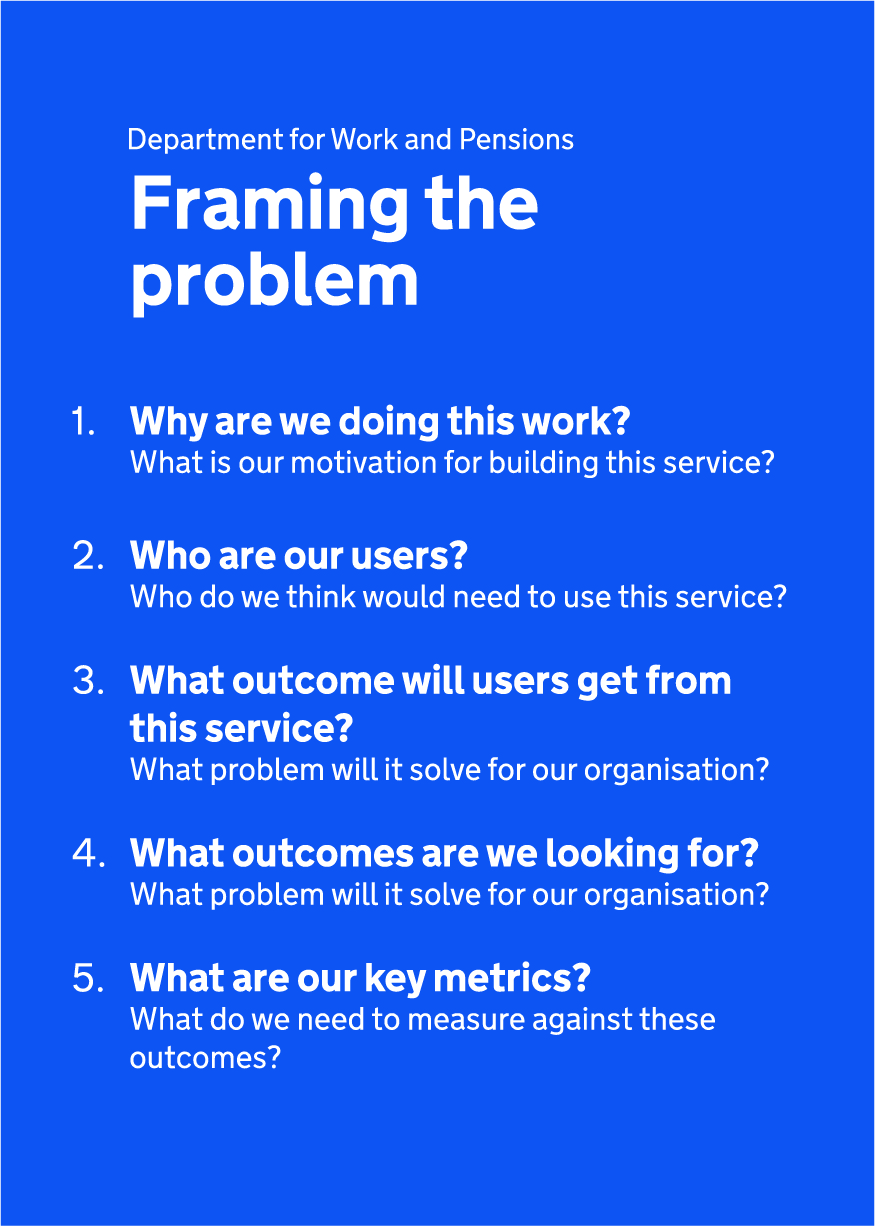 Department for Work and Pensions
Framing the
problem
1. Why are we doing this work?
What is our motivation for building this service?
2. Who are our users?
Who do we think would need to use this service?
3. What outcome will users get from
this service?
What problem will it solve for our organisation?
4. What outcomes are we looking for?
What problem will it solve for our organisation?
5. What are our key metrics?
What do we need to measure against these
outcomes?